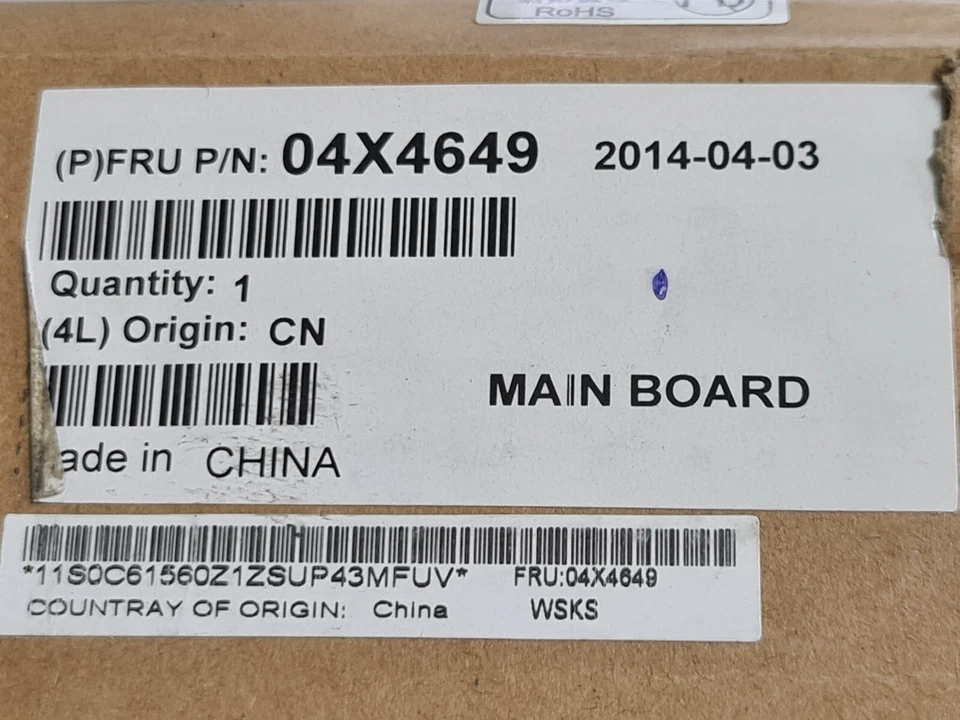 RoHS
(P)FRU P/N: 04X4649 2014-04-03
Quantity: 1
(4L) Origin: CN
MAIN BOARD
ade in CHINA
*11S0C61560Z1ZSUP43MFUV* FRU:04X4649
COUNTRAY OF ORIGIN: China WSKS